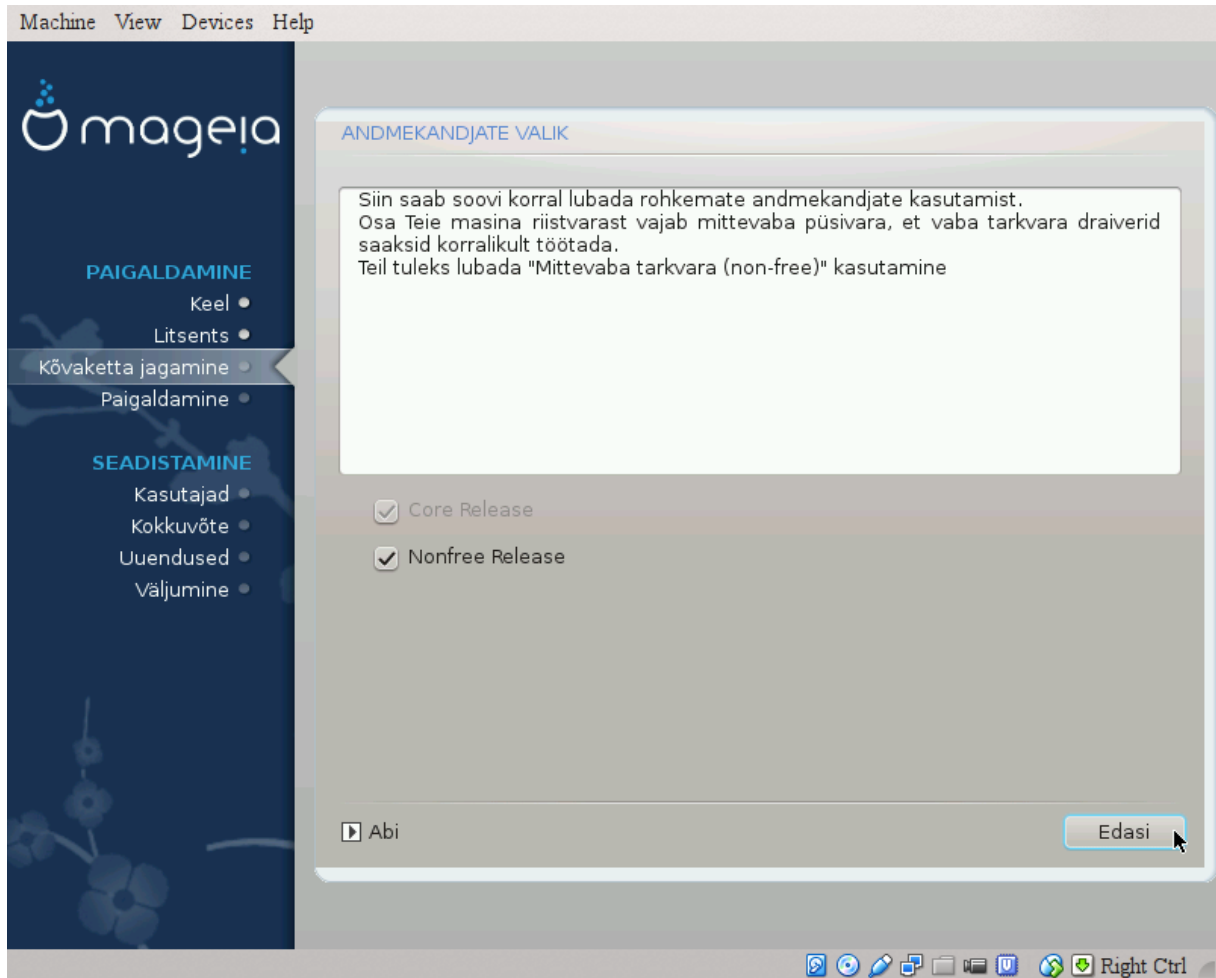 Machine View Devices Help
mageia
ANDMEKANDJATE VALIK
Siin saab soovi korral lubada rohkemate andmekandjate kasutamist.
Osa Teie masina riistvarast vajab mittevaba püsivara, et vaba tarkvara draiverid
saaksid korralikult töötada.
Teil tuleks lubada "Mittevaba tarkvara (non-free)" kasutamine
PAIGALDAMINE
Keel
Litsents
Kõvaketta jagamine
Paigaldamine
SEADISTAMINE
Kasutajad
Kokkuvõte
Uuendused
Väljumine
Core Release
Nonfree Release
Abi
Edasi
Right Ctrl